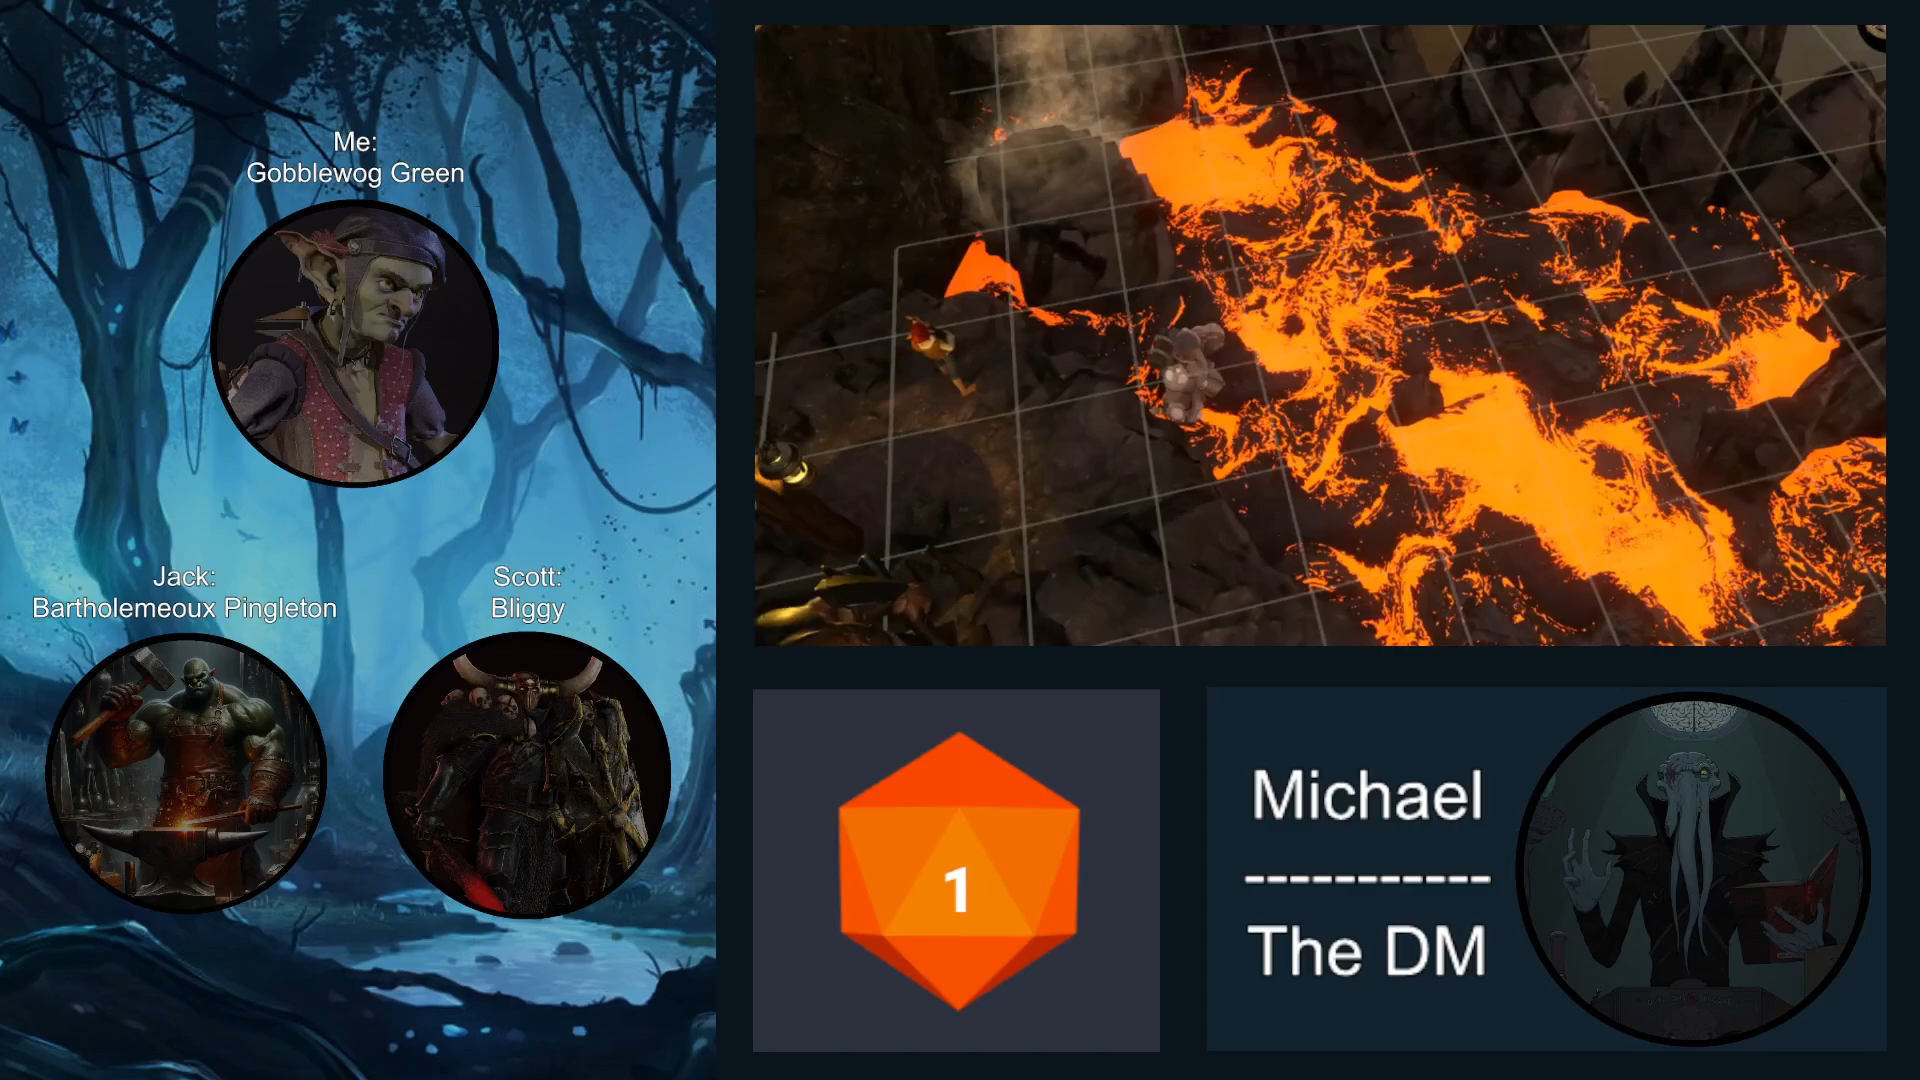 Me:
Gobblewog Green
Jack:
Bartholemeoux Pingleton
Scott:
Bliggy
1
Michael
-----------
The DM